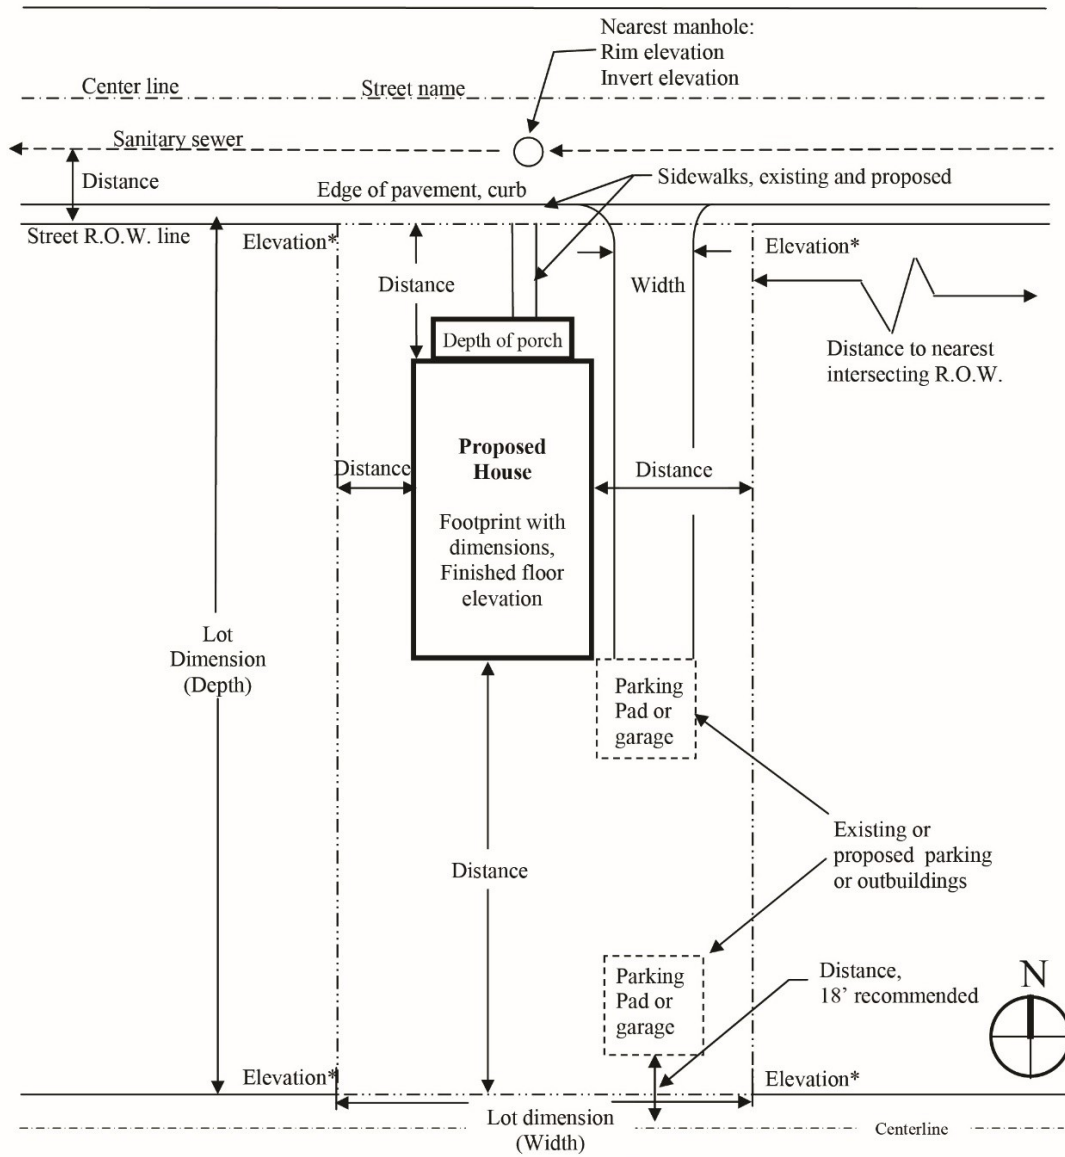 Nearest manhole:
Rim elevation
Invert elevation
Center line
Street name
Sanitary sewer
Distance
Sidewalks, existing and proposed
Edge of pavement, curb
Street R.O.W. line
Elevation*
Elevation*
Distance
Width
Depth of porch
Distance to nearest
intersecting R.O.W.
Proposed
House
Distance
Distance
Footprint with
dimensions,
Finished floor
elevation
Lot
Dimension
(Depth)
Parking
Pad or
garage
Existing or
proposed parking
or outbuildings
Distance
Parking
Pad or
garage
Distance,
18’ recommended
N
Elevation*
Elevation*
Lot dimension
(Width)
Centerline